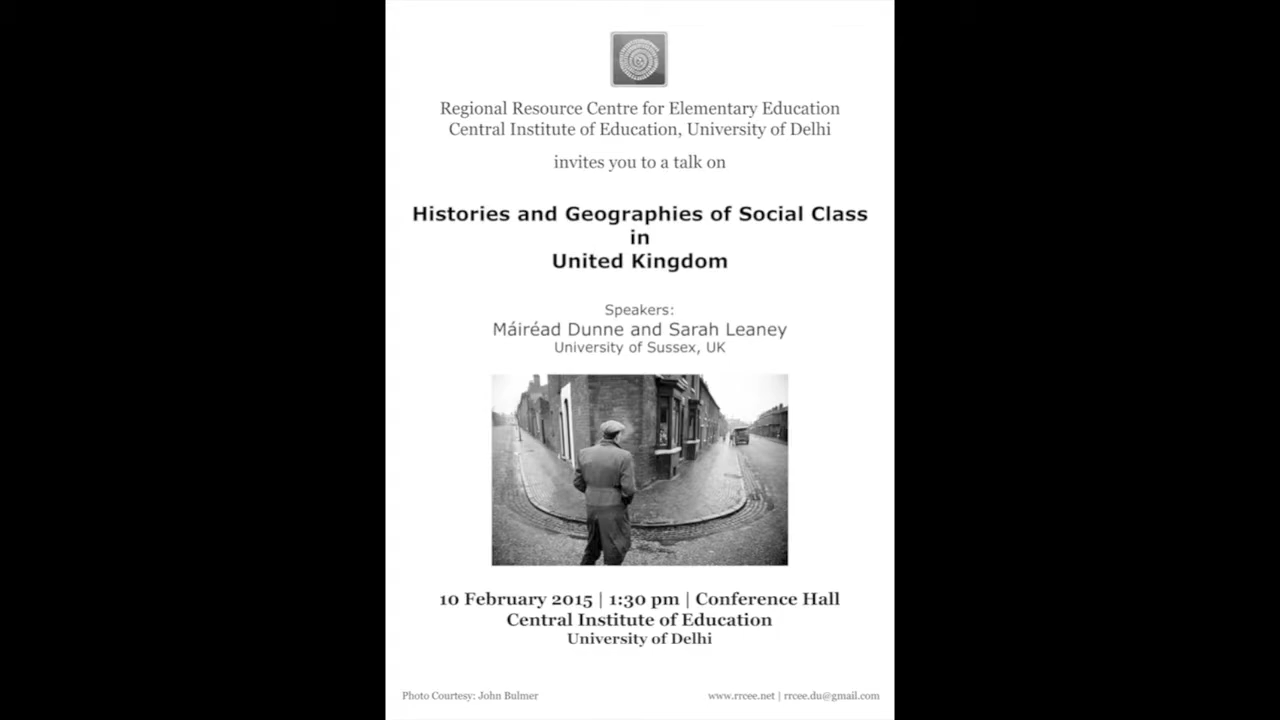 Regional Resource Centre for Elementary Education
Central Institute of Education, University of Delhi
invites you to a talk on
Histories and Geographies of Social Class
in
United Kingdom
Speakers:
Máiréad Dunne and Sarah Leaney
University of Sussex, UK
10 February 2015 | 1:30 pm | Conference Hall
Central Institute of Education
University of Delhi
Photo Courtesy: John Bulmer
www.rrcee.net | rrcee.du@gmail.com